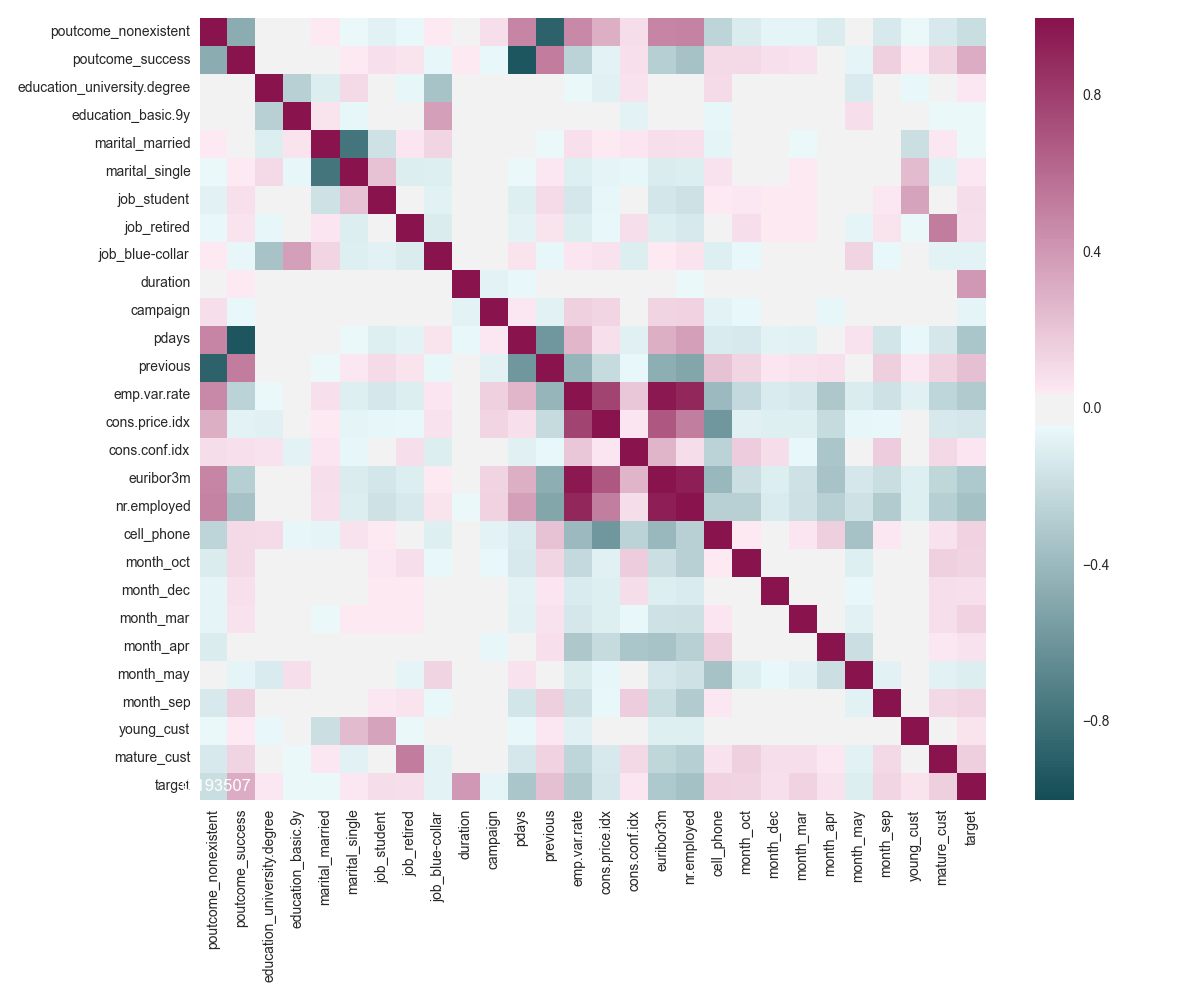 poutcome_nonexistent
poutcome_success
education_university.degree
education_basic.9y
marital_married
marital_single
job_student
job_retired
job_blue-collar
duration
campaign
pdays
previous
emp.var.rate
cons.price.idx
cons.conf.idx
euribor3m
nr.employed
cell_phone
month_oct
month_dec
month_mar
month_apr
month_may
month_sep
young_cust
mature_cust
target
193507
poutcome_nonexistent
poutcome_success
education_university.degree
education_basic.9y
marital_married
marital_single
job_student
job_retired
job_blue-collar
duration
campaign
pdays
previous
emp.var.rate
cons.price.idx
cons.conf.idx
euribor3m
nr.employed
cell_phone
month_oct
month_dec
month_mar
month_apr
month_may
month_sep
young_cust
mature_cust
target
0.8
0.4
0.0
−0.4
−0.8